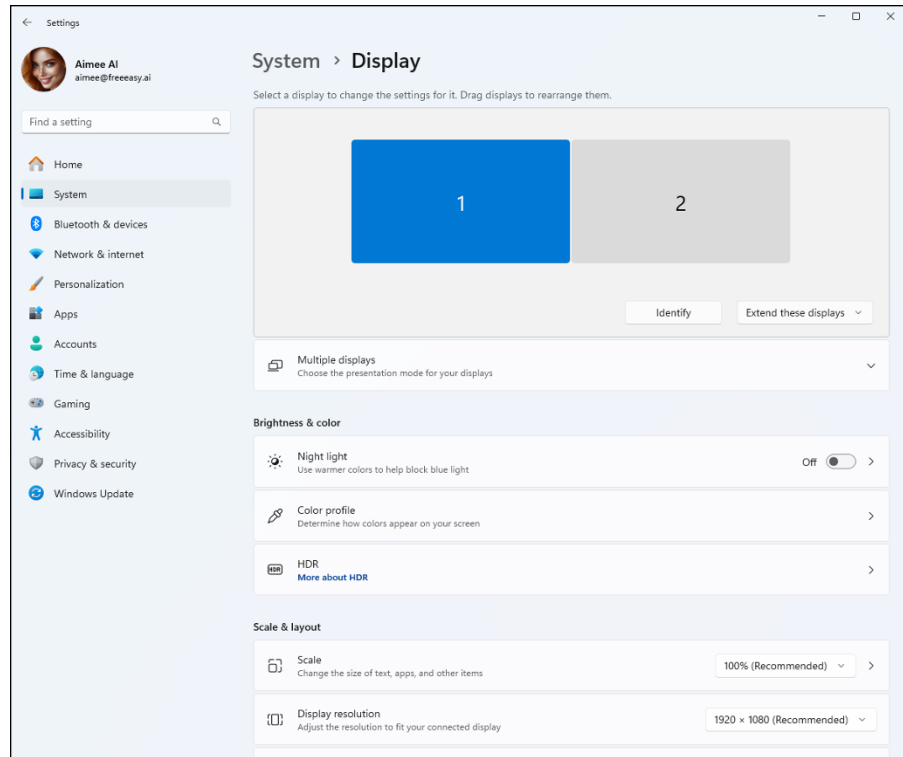 Settings
Aimee AI
aimee@freeeasy.ai
Find a setting
Home
System
Bluetooth & devices
Network & internet
Personalization
Apps
Accounts
Time & language
Gaming
Accessibility
Privacy & security
Windows Update
System › Display
Select a display to change the settings for it. Drag displays to rearrange them.
1
2
Identify
Extend these displays
Multiple displays
Choose the presentation mode for your displays
Brightness & color
Night light
Use warmer colors to help block blue light
Off
Color profile
Determine how colors appear on your screen
HDR
HDR
More about HDR
Scale & layout
Scale
Change the size of text, apps, and other items
100% (Recommended)
Display resolution
Adjust the resolution to fit your connected display
1920 × 1080 (Recommended)